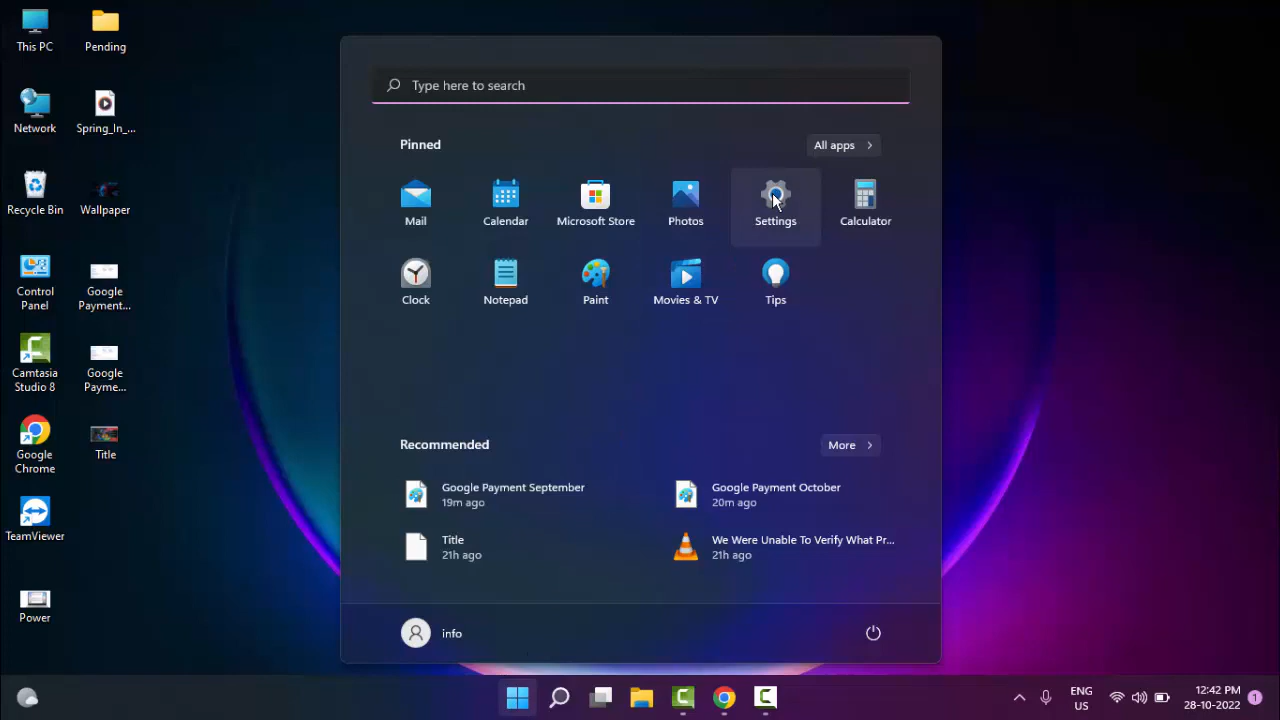 This PC
Pending
Network
Spring_In_...
Recycle Bin
Wallpaper
Control
Panel
Google
Payment...
Camtasia
Studio 8
Google
Payme...
Google
Chrome
Title
TeamViewer
Power
Type here to search
Pinned
All apps
Mail
Calendar
Microsoft Store
Photos
Settings
Calculator
Clock
Notepad
Paint
Movies & TV
Tips
Recommended
More
Google Payment September
19m ago
Google Payment October
20m ago
Title
21h ago
We Were Unable To Verify What Pr...
21h ago
info
ENG
US
12:42 PM
28-10-2022
1